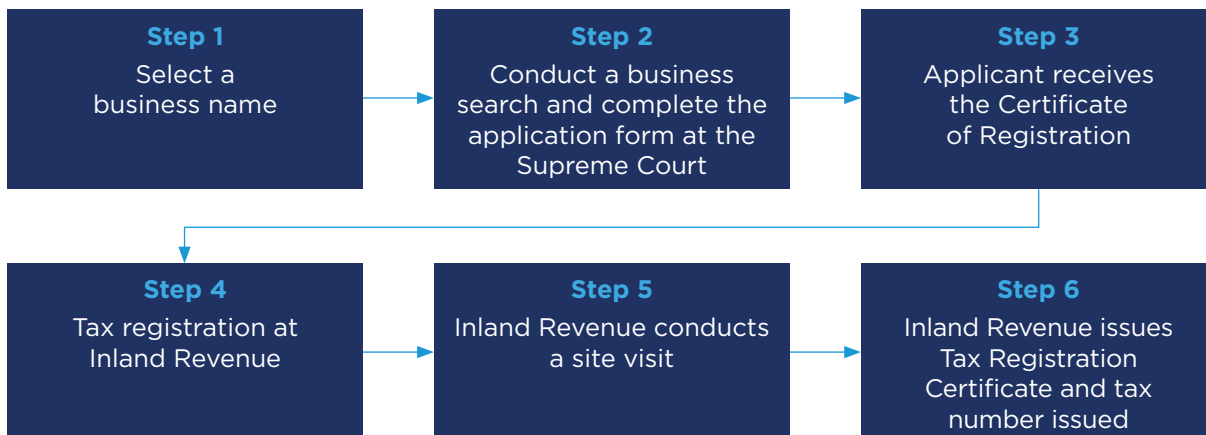 Step 1
Select a
business name
Step 2
Conduct a business
search and complete the
application form at the
Supreme Court
Step 3
Applicant receives
the Certificate
of Registration
Step 4
Tax registration at
Inland Revenue
Step 5
Inland Revenue conducts
a site visit
Step 6
Inland Revenue issues
Tax Registration
Certificate and tax
number issued